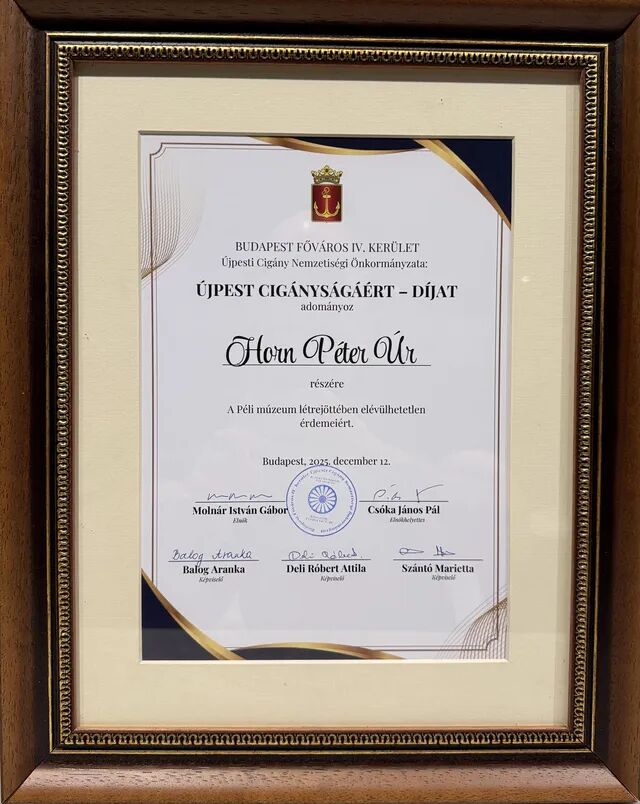 BUDAPEST FŐVÁROS IV. KERÜLET
Újpesti Cigány Nemzetiségi Önkormányzata:
ÚJPEST CIGÁNYSÁGÁÉRT – DÍJAT
adományoz
Horn Péter Úr
részére
A Péli múzeum létrejöttében elévülhetetlen
érdemeiért.
Budapest, 2025. december 12.
Molnár István Gábor
Elnök
Csóka János Pál
Elnökhelyettes
Balog Aranka
Balog Aranka
Képviselő
Deli Róbert Attila
Képviselő
Szántó Marietta
Képviselő